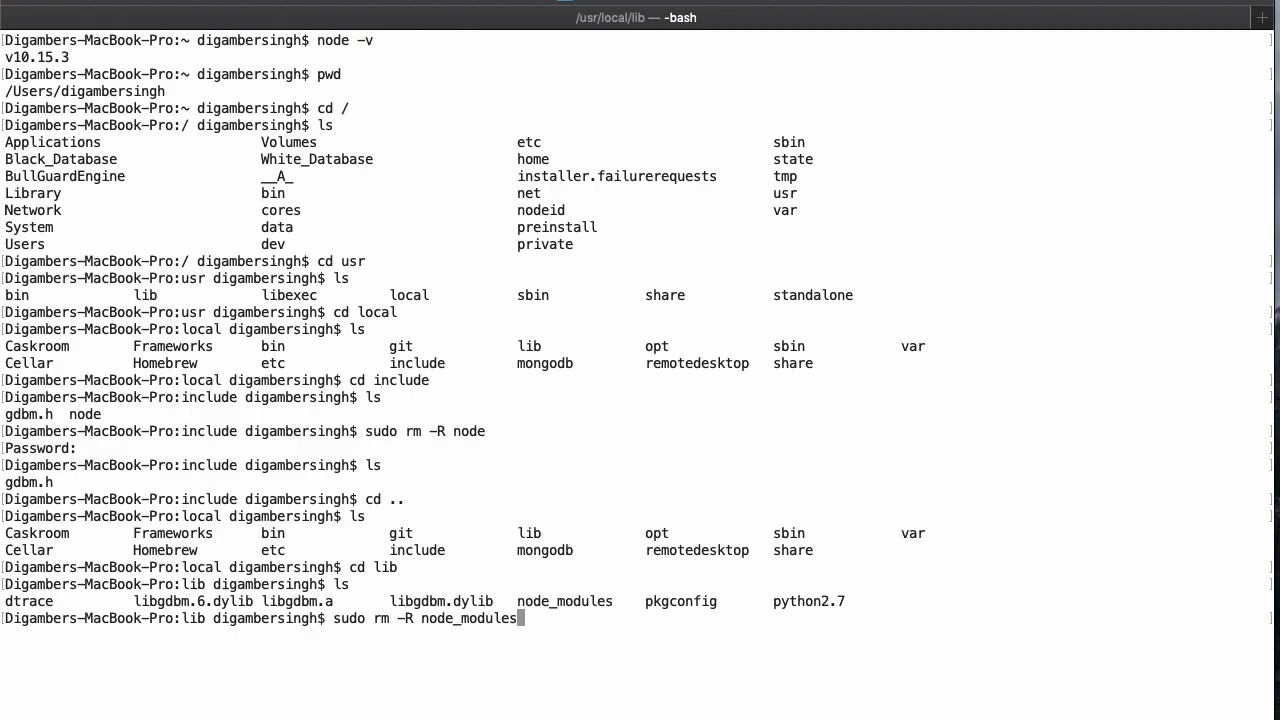 /usr/local/lib — -bash
[Digambers-MacBook-Pro:~ digambersingh$ node -v ]
v10.15.3
[Digambers-MacBook-Pro:~ digambersingh$ pwd ]
/Users/digambersingh
[Digambers-MacBook-Pro:~ digambersingh$ cd / ]
[Digambers-MacBook-Pro:/ digambersingh$ ls ]
Applications Volumes etc sbin
Black_Database White_Database home state
BullGuardEngine __A_ installer.failurerequests tmp
Library bin net usr
Network cores nodeid var
System data preinstall
Users dev private
[Digambers-MacBook-Pro:/ digambersingh$ cd usr ]
[Digambers-MacBook-Pro:usr digambersingh$ ls ]
bin lib libexec local sbin share standalone
[Digambers-MacBook-Pro:usr digambersingh$ cd local ]
[Digambers-MacBook-Pro:local digambersingh$ ls ]
Caskroom Frameworks bin git lib opt sbin var
Cellar Homebrew etc include mongodb remotedesktop share
[Digambers-MacBook-Pro:local digambersingh$ cd include ]
[Digambers-MacBook-Pro:include digambersingh$ ls ]
gdbm.h node
[Digambers-MacBook-Pro:include digambersingh$ sudo rm -R node ]
[Password: ]
[Digambers-MacBook-Pro:include digambersingh$ ls ]
gdbm.h
[Digambers-MacBook-Pro:include digambersingh$ cd .. ]
[Digambers-MacBook-Pro:local digambersingh$ ls ]
Caskroom Frameworks bin git lib opt sbin var
Cellar Homebrew etc include mongodb remotedesktop share
[Digambers-MacBook-Pro:local digambersingh$ cd lib ]
[Digambers-MacBook-Pro:lib digambersingh$ ls ]
dtrace libgdbm.6.dylib libgdbm.a libgdbm.dylib node_modules pkgconfig python2.7
[Digambers-MacBook-Pro:lib digambersingh$ sudo rm -R node_modules ]